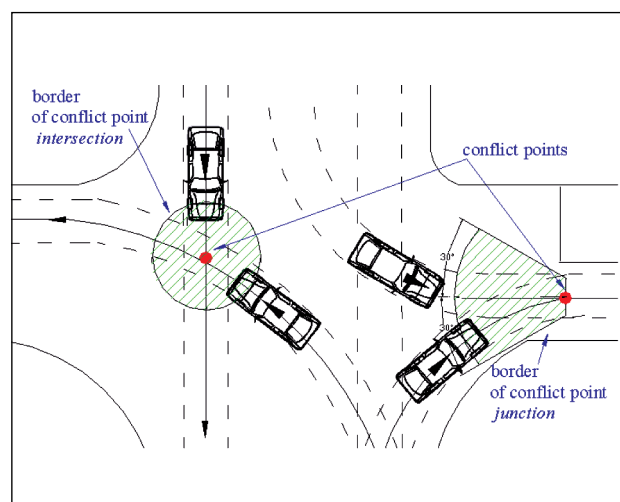 border
of conflict point
intersection
conflict points
30°
30°
border
of conflict point
junction